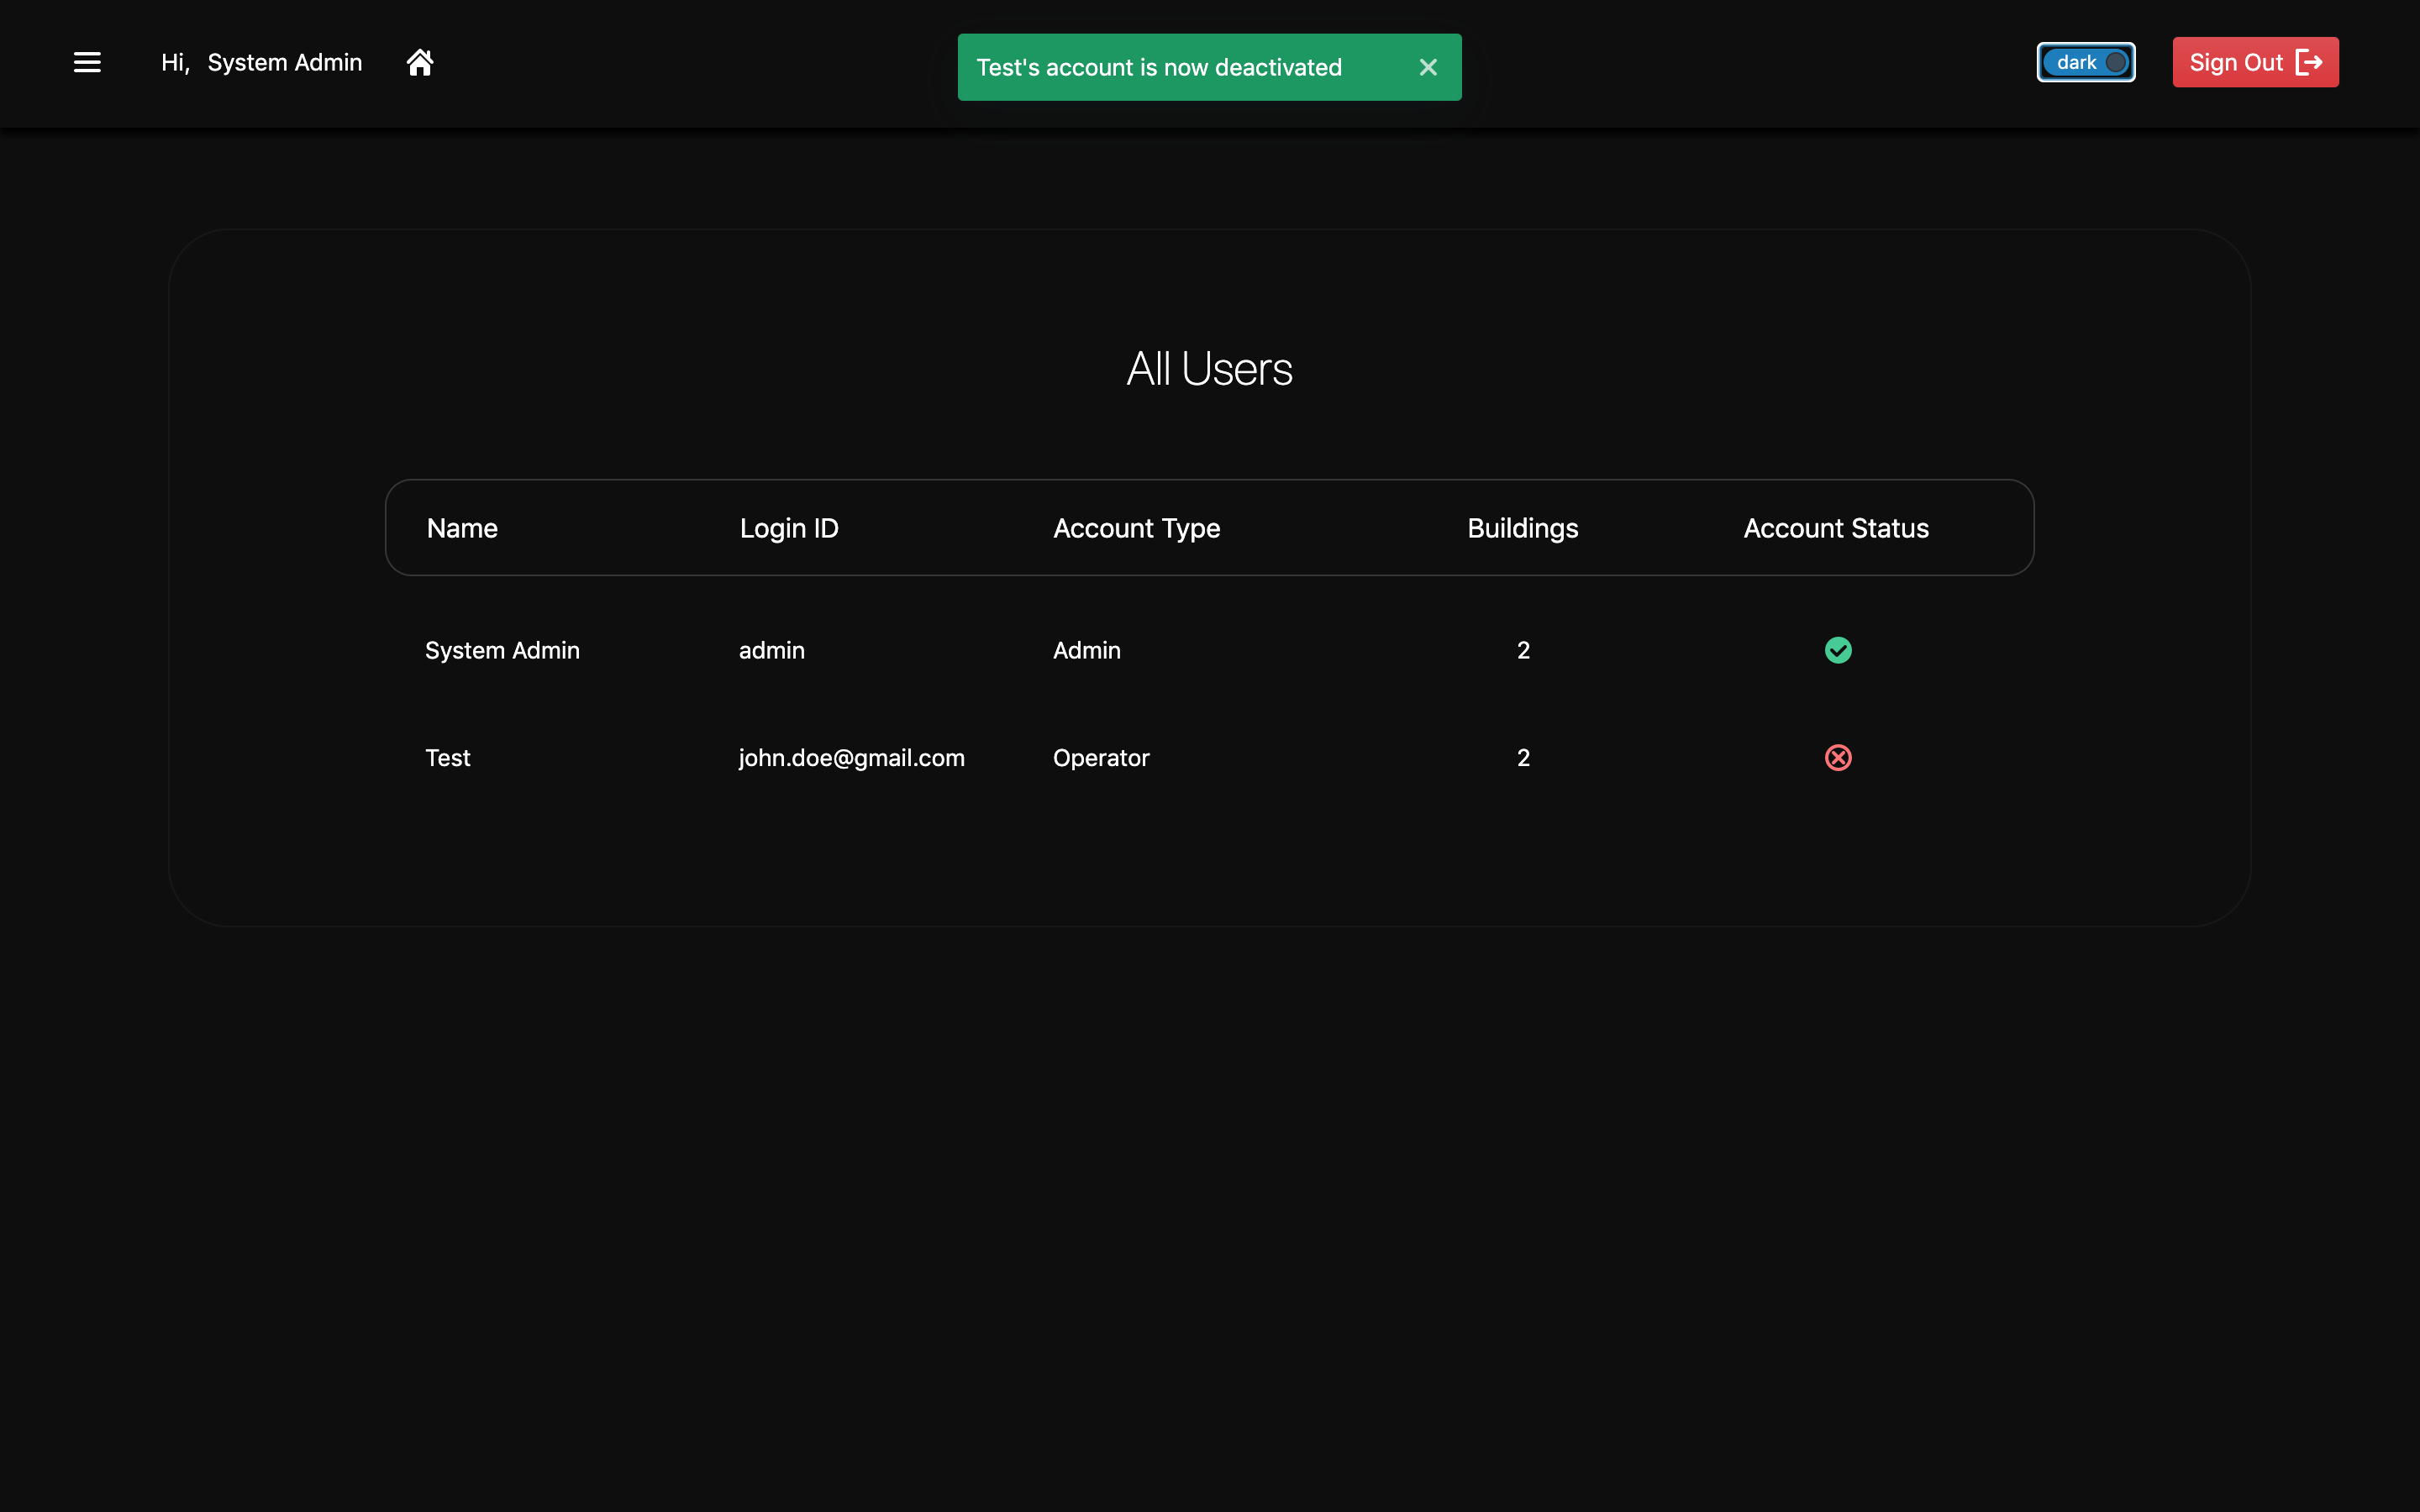 Hi, System Admin
Test's account is now deactivated
dark
Sign Out
All Users
Name Login ID Account Type Buildings Account Status
System Admin admin Admin 2
Test john.doe@gmail.com Operator 2